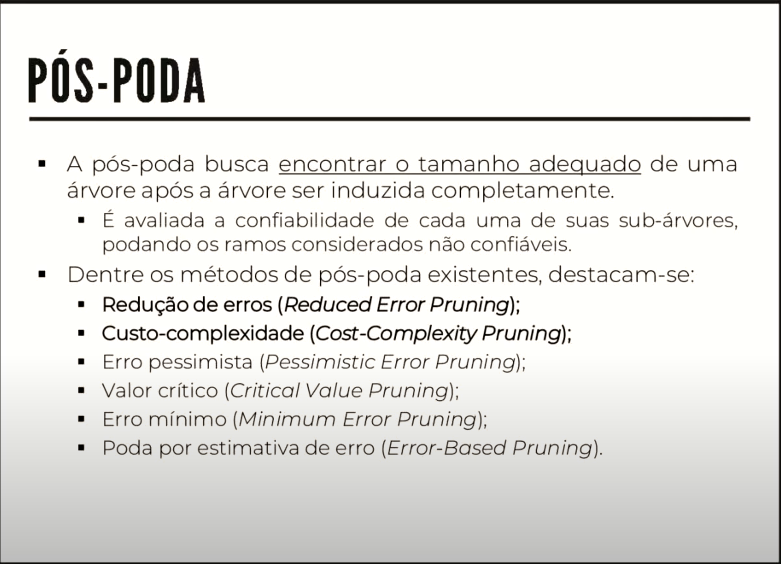 PÓS-PODA
▪ A pós-poda busca encontrar o tamanho adequado de uma
árvore após a árvore ser induzida completamente.
▪ É avaliada a confiabilidade de cada uma de suas sub-árvores,
podando os ramos considerados não confiáveis.
▪ Dentre os métodos de pós-poda existentes, destacam-se:
▪ Redução de erros (Reduced Error Pruning);
▪ Custo-complexidade (Cost-Complexity Pruning);
▪ Erro pessimista (Pessimistic Error Pruning);
▪ Valor crítico (Critical Value Pruning);
▪ Erro mínimo (Minimum Error Pruning);
▪ Poda por estimativa de erro (Error-Based Pruning).